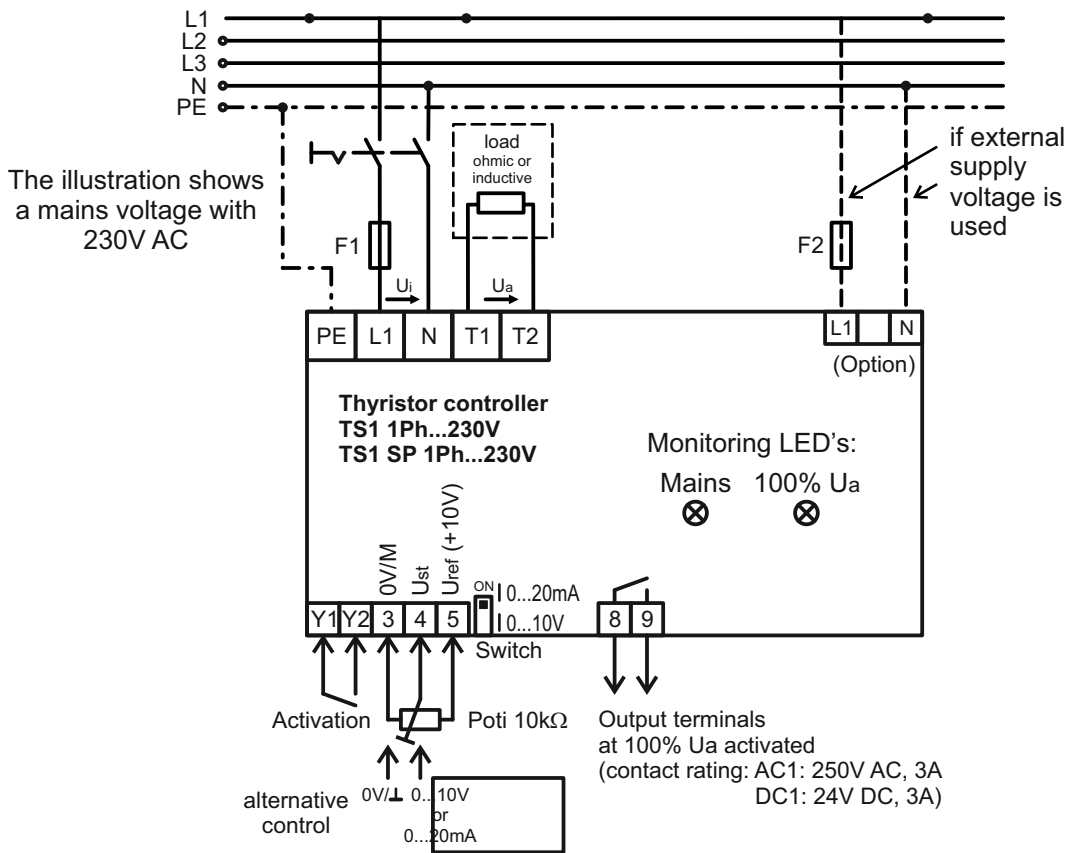 L1
L2
L3
N
PE
The illustration shows
a mains voltage with
230V AC
load
ohmic or
inductive
if external
supply
voltage is
used
F1
F2
Ui
Ua
PE L1 N T1 T2
L1 N
(Option)
Thyristor controller
TS1 1Ph...230V
TS1 SP 1Ph...230V
Monitoring LED's:
Mains 100% Ua
0V/M
Ust
Uref (+10V)
ON
0...20mA
0...10V
Y1 Y2 3 4 5
8 9
Switch
Activation
Poti 10kΩ
Output terminals
at 100% Ua activated
(contact rating: AC1: 250V AC, 3A
DC1: 24V DC, 3A)
alternative
control
0V/⊥
0...10V
or
0...20mA